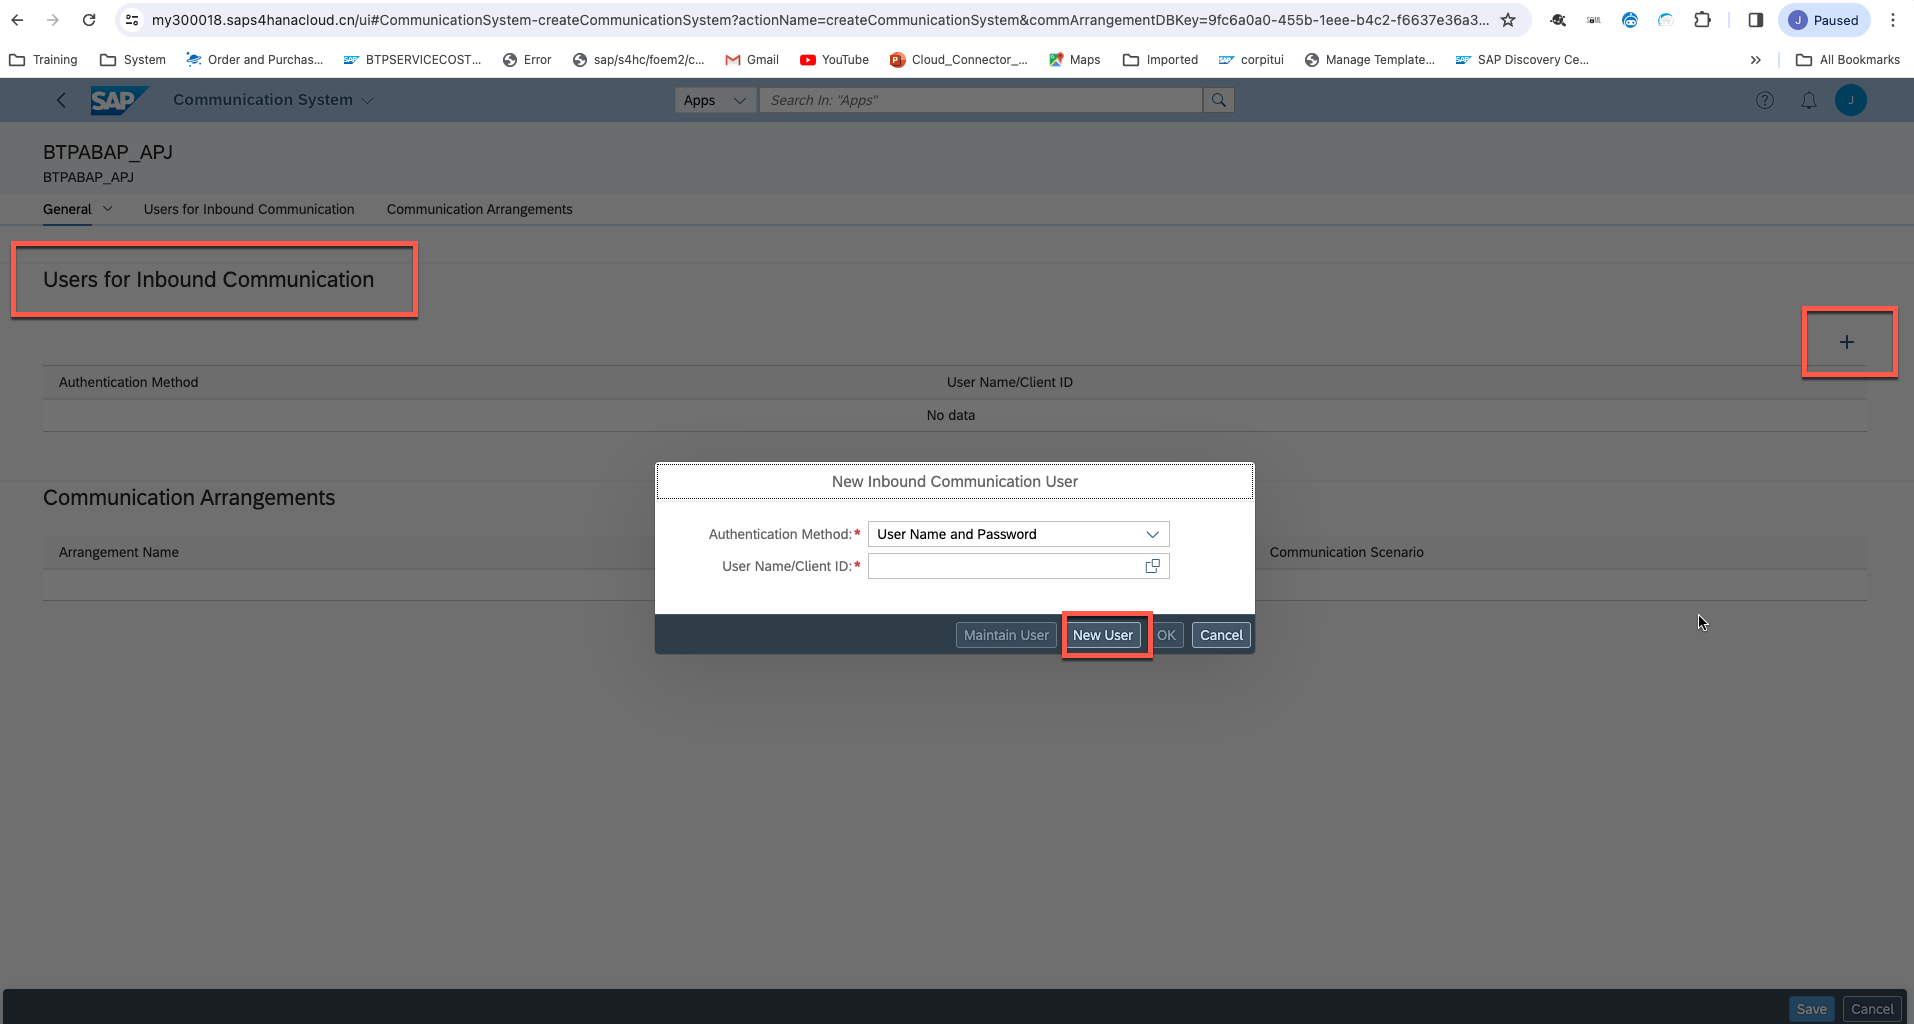 my300018.saps4hanacloud.cn/ui#CommunicationSystem-createCommunicationSystem?actionName=createCommunicationSystem&commArrangementDBKey=9fc6a0a0-455b-1eee-b4c2-f6637e36a3...
J Paused
Training System Order and Purchas... BTPSERVICECOST... Error sap/s4hc/foem2/c... Gmail YouTube Cloud_Connector_... Maps Imported corpitui Manage Template... SAP Discovery Ce... All Bookmarks
SAP Communication System Apps Search In: "Apps" J
BTPABAP_APJ
BTPABAP_APJ
General Users for Inbound Communication Communication Arrangements
Users for Inbound Communication
Authentication Method User Name/Client ID
No data
New Inbound Communication User
Communication Arrangements
Authentication Method:* User Name and Password
Arrangement Name Communication Scenario
User Name/Client ID:*
Maintain User New User OK Cancel
Save Cancel